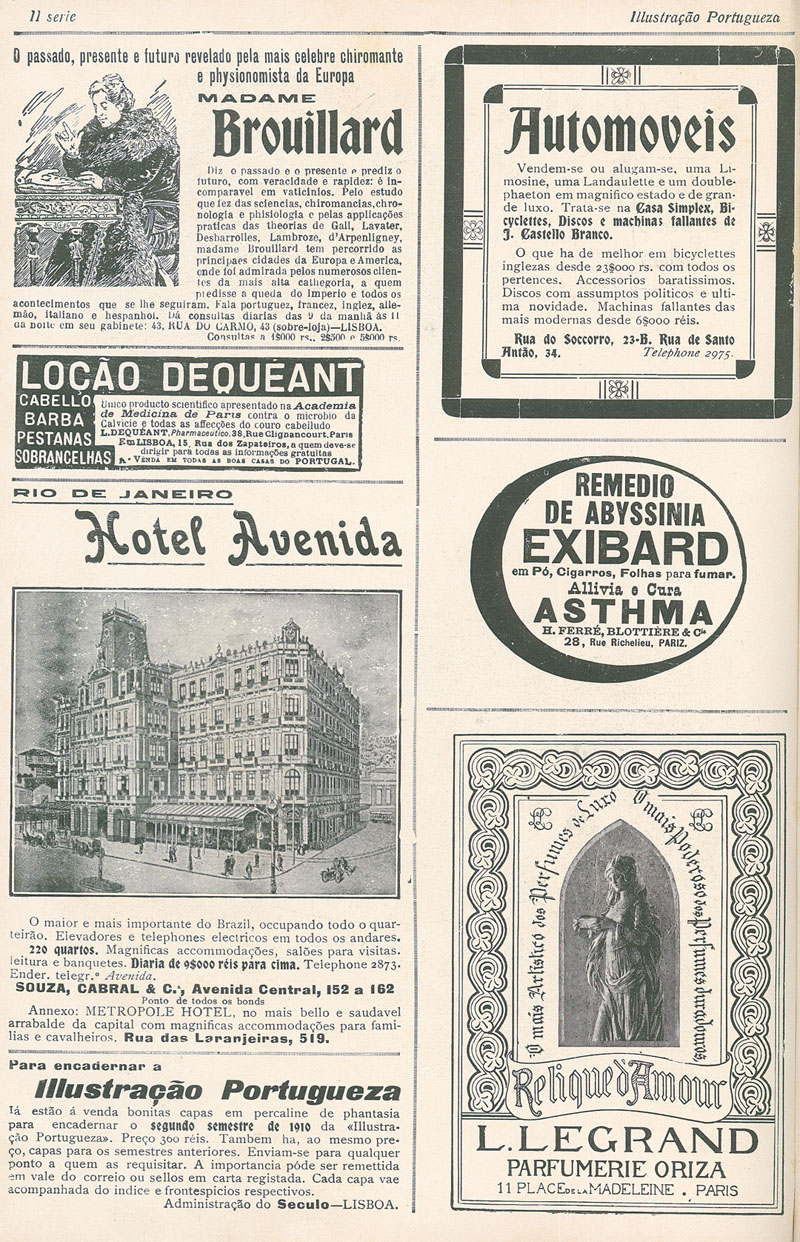 II serie
Illustração Portugueza
O passado, presente e futuro revelado pela mais celebre chiromante
e physionomista da Europa
MADAME
Brouillard
Diz o passado e o presente e prediz o
futuro, com veracidade e rapidez: é in-
comparavel em vaticinios. Pelo estudo
que fez das sciencias, chiromancias, chro-
nologia e phisiologia e pelas applicações
praticas das theorias de Gall, Lavater,
Desbarrolles, Lambroze, d'Arpenligney,
madame Brouillard tem percorrido as
principaes cidades da Europa e America,
onde foi admirada pelos numerosos clien-
tes da mais alta cathegoria, a quem
predisse a queda do Imperio e todos os
acontecimentos que se lhe seguiram. Fala portuguez, francez, inglez, alle-
mão, italiano e hespanhol. Dá consultas diarias das 9 da manhã ás 11
da noite em seu gabinete: 43, RUA DO CARMO, 43 (sobre-loja)—LISBOA.
Consultas a 1$000 rs., 2$500 e 5$000 rs.
LOÇÃO DEQUÉANT
CABELLO
BARBA
PESTANAS
SOBRANCELHAS
Unico producto scientifico apresentado na Academia
de Medicina de Paris contra o microbio da
Calvicie e todas as affecções do couro cabelludo
L. DEQUÉANT, Pharmaceutico, 38, Rue Clignancourt, Paris
Em LISBOA, 15, Rua dos Zapateiros, a quem deve-se
dirigir para todas as informações gratuitas
A' VENDA EM TODAS AS BOAS CASAS DO PORTUGAL.
RIO DE JANEIRO
Hotel Avenida
O maior e mais importante do Brazil, occupando todo o quar-
teirão. Elevadores e telephones electricos em todos os andares.
220 quartos. Magnificas accommodações, salões para visitas.
leitura e banquetes. Diaria de 9$000 réis para cima. Telephone 2873.
Ender. telegr.º Avenida.
SOUZA, CABRAL & C.ª, Avenida Central, 152 a 162
Ponto de todos os bonds
Annexo: METROPOLE HOTEL, no mais bello e saudavel
arrabalde da capital com magnificas accommodações para fami-
lias e cavalheiros. Rua das Laranjeiras, 519.
Para encadernar a
Illustração Portugueza
Já estão á venda bonitas capas em percaline de phantasia
para encadernar o segundo semestre de 1910 da «Illustra-
ção Portugueza». Preço 360 réis. Tambem ha, ao mesmo pre-
ço, capas para os semestres anteriores. Enviam-se para qualquer
ponto a quem as requisitar. A importancia póde ser remettida
em vale do correio ou sellos em carta registada. Cada capa vae
acompanhada do indice e frontespicios respectivos.
Administração do Seculo—LISBOA.
Automoveis
Vendem-se ou alugam-se, uma Li-
mosine, uma Landaulette e um double-
phaeton em magnifico estado e de gran-
de luxo. Trata-se na Casa Simplex, Bi-
cyclettes, Discos e machinas fallantes de
J. Castello Branco.
O que ha de melhor em bicyclettes
inglezas desde 23$000 rs. com todos os
pertences. Accessorios baratissimos.
Discos com assumptos politicos e ulti-
ma novidade. Machinas fallantes das
mais modernas desde 6$000 réis.
Rua do Soccorro, 23-B. Rua de Santo
Antão, 34. Telephone 2975.
REMEDIO
DE ABYSSINIA
EXIBARD
em Pó, Cigarros, Folhas para fumar.
Allivia e Cura
ASTHMA
H. FERRÉ, BLOTTIÈRE & Cie
28, Rue Richelieu, PARIZ.
O mais Artistico dos Perfumes de Luxo
O mais Poderoso dos Perfumes duradouros
Relique d'Amour
L. LEGRAND
PARFUMERIE ORIZA
11 PLACE DE LA MADELEINE . PARIS